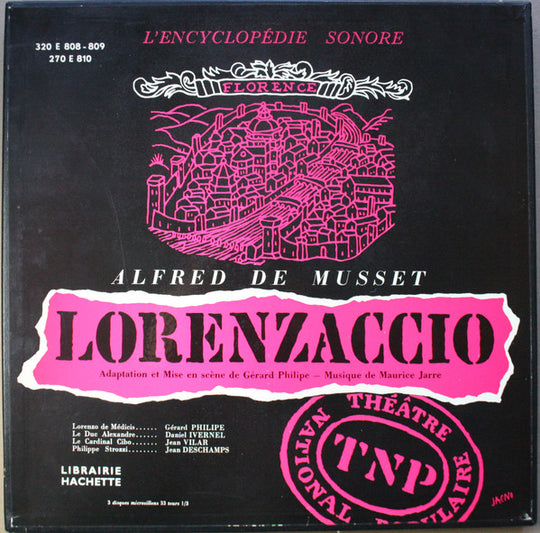 L'ENCYCLOPÉDIE SONORE
320 E 808 - 809
270 E 810
FLORENCE
ALFRED DE MUSSET
LORENZACCIO
Adaptation et Mise en scène de Gérard Philipe — Musique de Maurice Jarre
Lorenzo de Médicis...... Gérard PHILIPE
Le Duc Alexandre...... Daniel IVERNEL
Le Cardinal Cibo........ Jean VILAR
Philippe Strozzi........ Jean DESCHAMPS
LIBRAIRIE
HACHETTE
3 disques microsillons 33 tours 1/3
THÉÂTRE
NATIONAL
POPULAIRE
TNP
JACNO